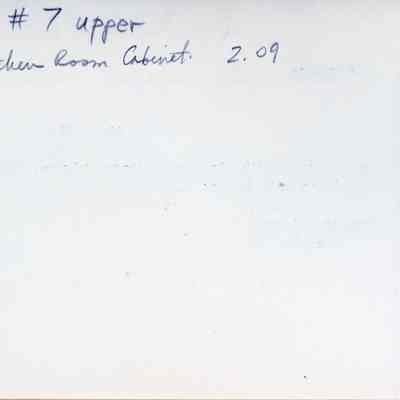 # 7 upper
Room Cabinet. 2.09